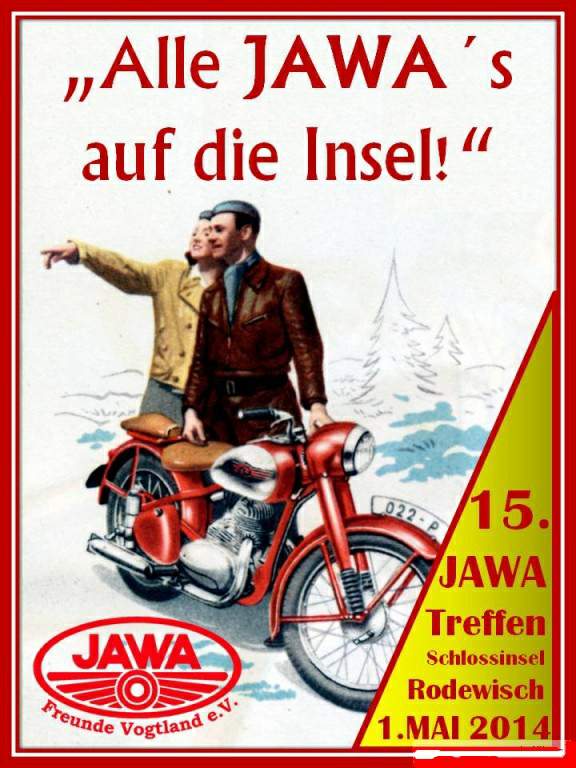 „Alle JAWA´s
auf die Insel!“
022-P
15.
JAWA
Treffen
Schlossinsel
Rodewisch
1.MAI 2014
JAWA
Freunde Vogtland e.V.